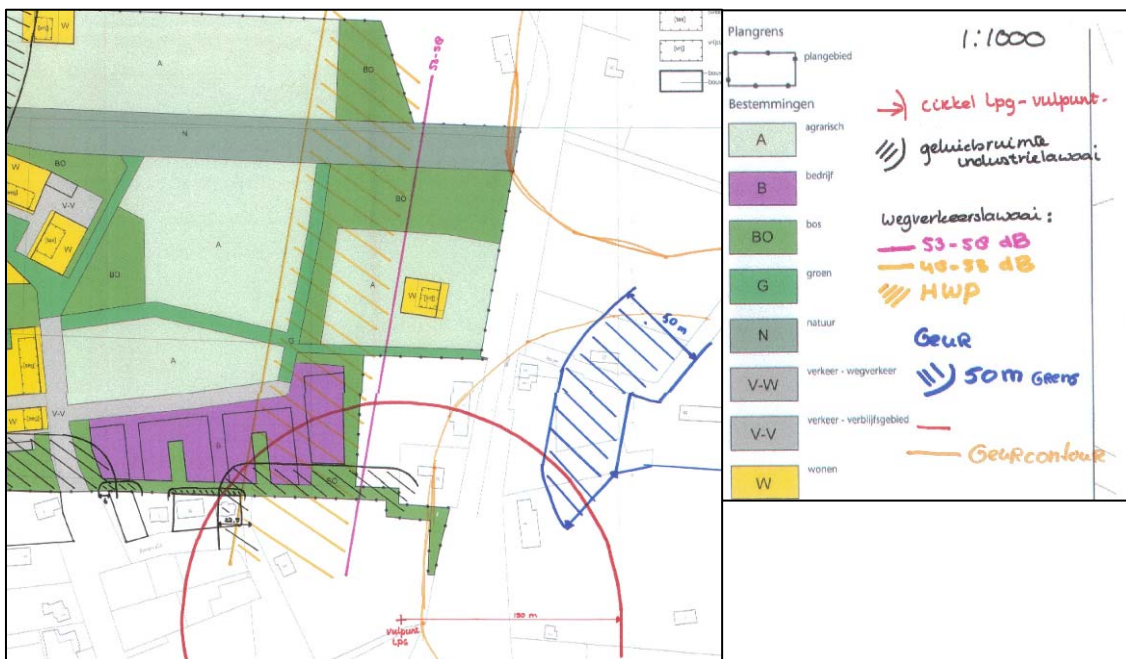 W
A
BO
53-58
N
BO
W
V-V
BO
A
W
BO
A
W
50 m
G
A
V-V
W
B
BO
150 m
Vulpunt
Lpg
Plangrens
plangebied
1:1000
Bestemmingen
A
agrarisch
cirkel Lpg-vulpunt.
B
bedrijf
geluidsruimte
industrielawaai
BO
bos
wegverkeerslawaai:
53-58 dB
48-53 dB
HWP
G
groen
N
natuur
Geur
V-W
verkeer - wegverkeer
50m Grens
V-V
verkeer - verblijfsgebied
Geurcontour
W
wonen